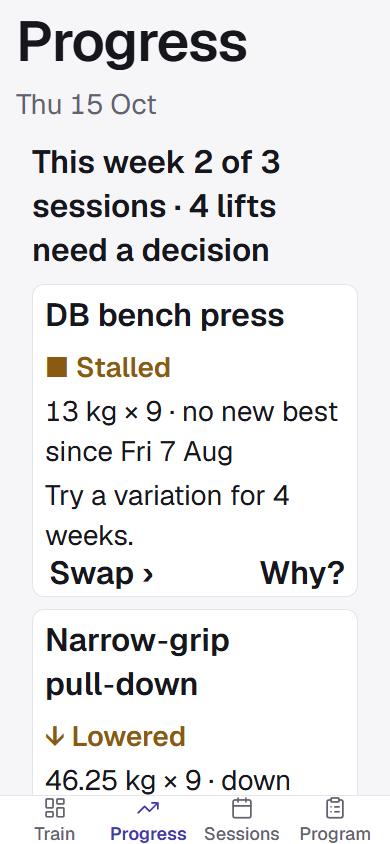 Progress
Thu 15 Oct
This week 2 of 3
sessions · 4 lifts
need a decision
DB bench press
■ Stalled
13 kg × 9 · no new best
since Fri 7 Aug
Try a variation for 4
weeks.
Swap ›
Why?
Narrow-grip
pull-down
↓ Lowered
46.25 kg × 9 · down
Train
Progress
Sessions
Program